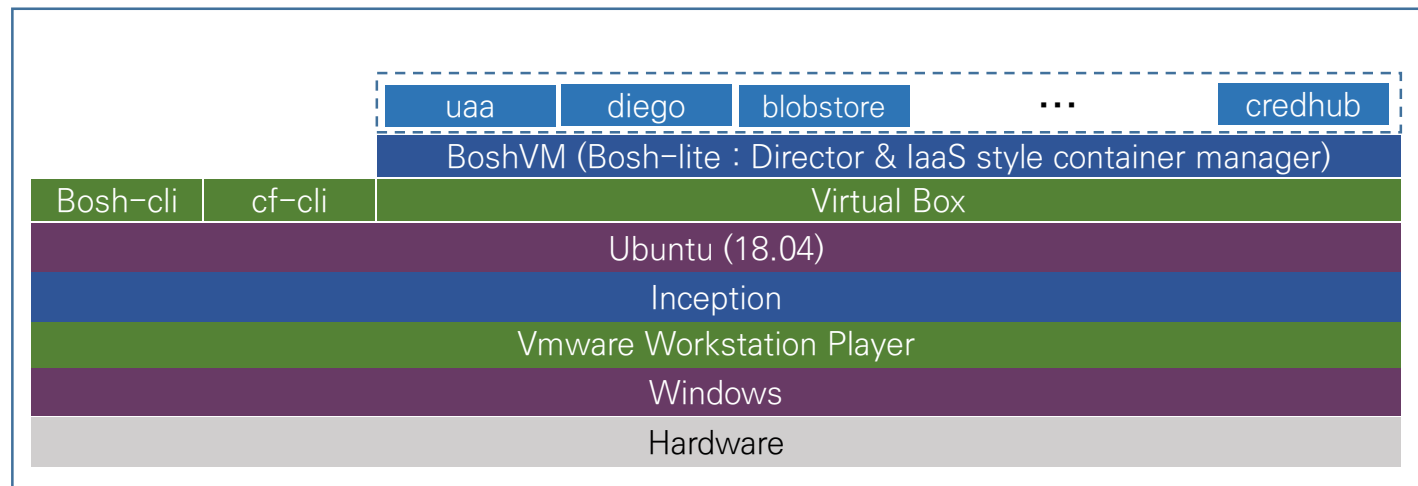 uaa diego blobstore ... credhub
BoshVM (Bosh-lite : Director & IaaS style container manager)
Bosh-cli cf-cli Virtual Box
Ubuntu (18.04)
Inception
Vmware Workstation Player
Windows
Hardware